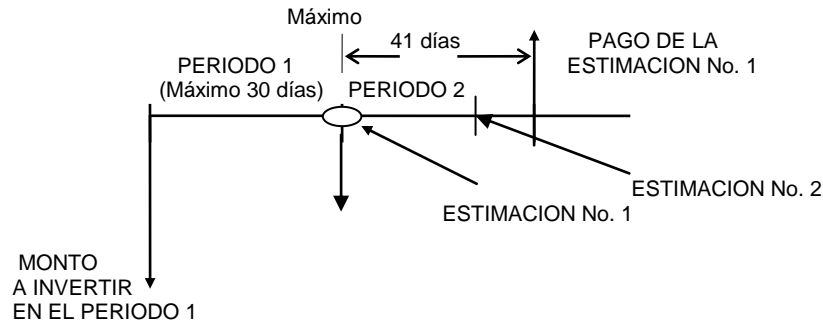 Máximo
41 días
PAGO DE LA
ESTIMACION No. 1
PERIODO 1
(Máximo 30 días)
PERIODO 2
ESTIMACION No. 2
ESTIMACION No. 1
MONTO
A INVERTIR
EN EL PERIODO 1